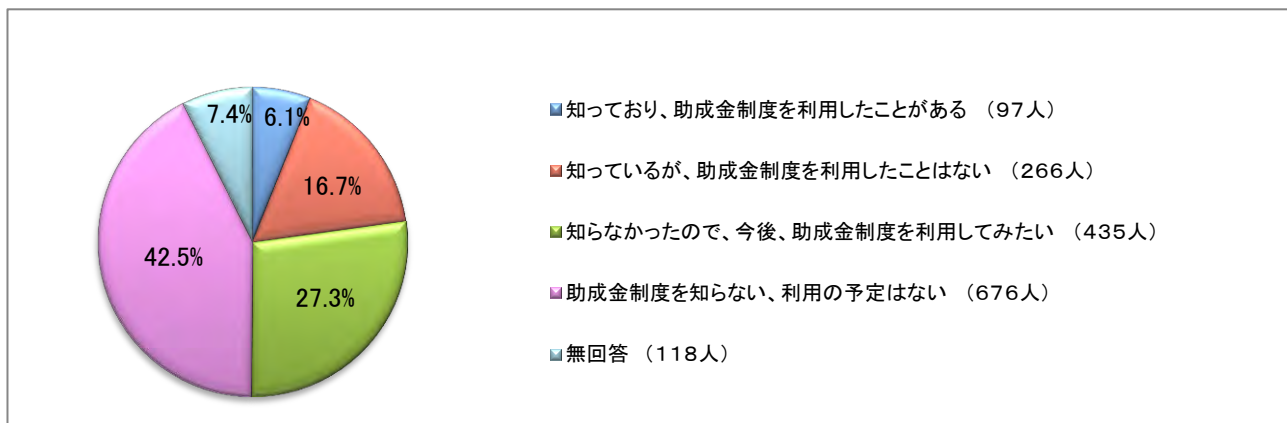 7.4%
6.1%
16.7%
42.5%
27.3%
知っており、助成金制度を利用したことがある （97人）
知っているが、助成金制度を利用したことはない （266人）
知らなかったので、今後、助成金制度を利用してみたい （435人）
助成金制度を知らない、利用の予定はない （676人）
無回答 （118人）